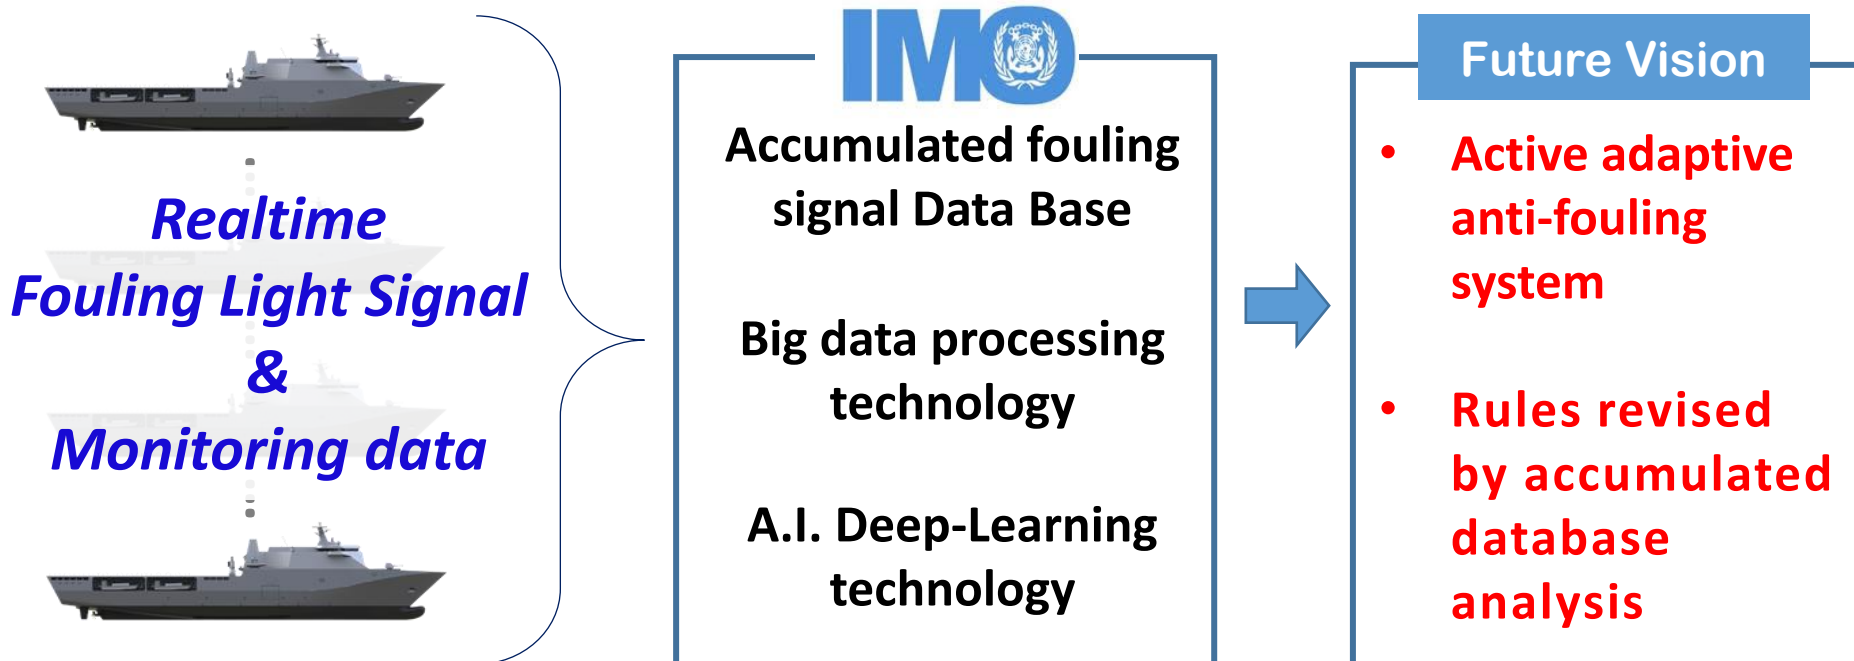 Realtime
Fouling Light Signal
&
Monitoring data
IMO
Accumulated fouling
signal Data Base
Big data processing
technology
A.I. Deep-Learning
technology
Future Vision
• Active adaptive
anti-fouling
system
• Rules revised
by accumulated
database
analysis